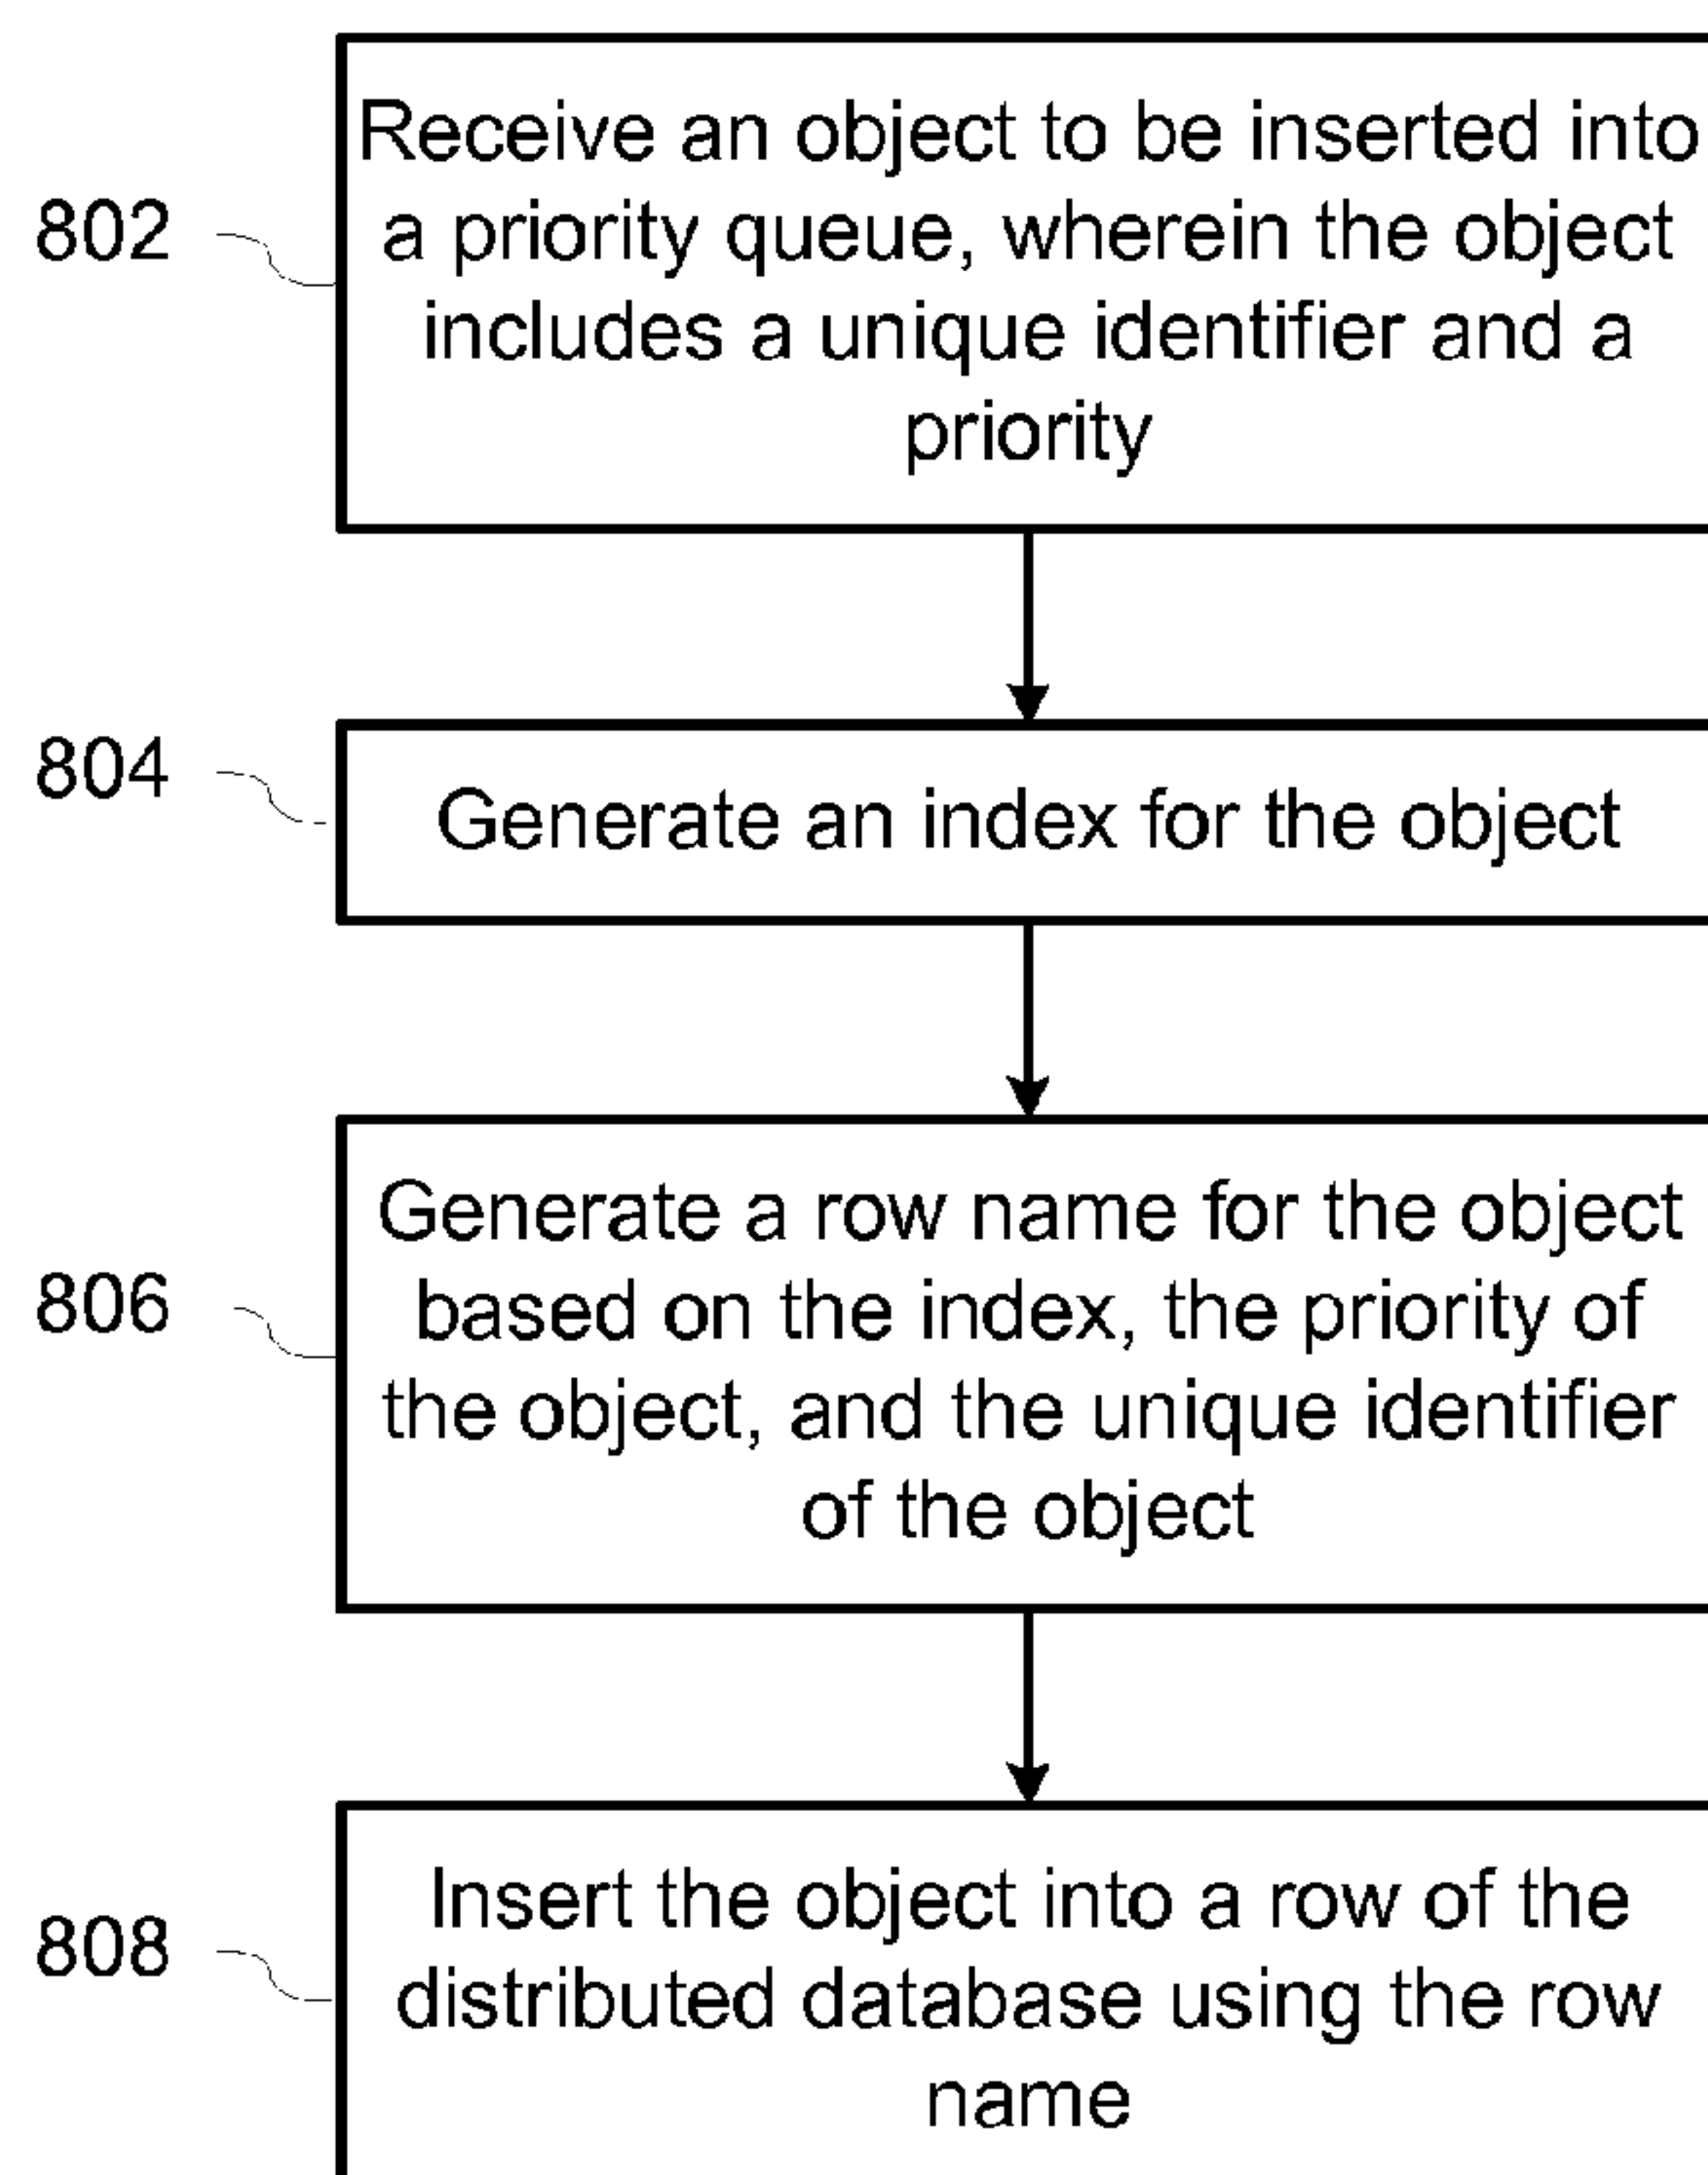 802
Receive an object to be inserted into
a priority queue, wherein the object
includes a unique identifier and a
priority
804
Generate an index for the object
806
Generate a row name for the object
based on the index, the priority of
the object, and the unique identifier
of the object
808
Insert the object into a row of the
distributed database using the row
name